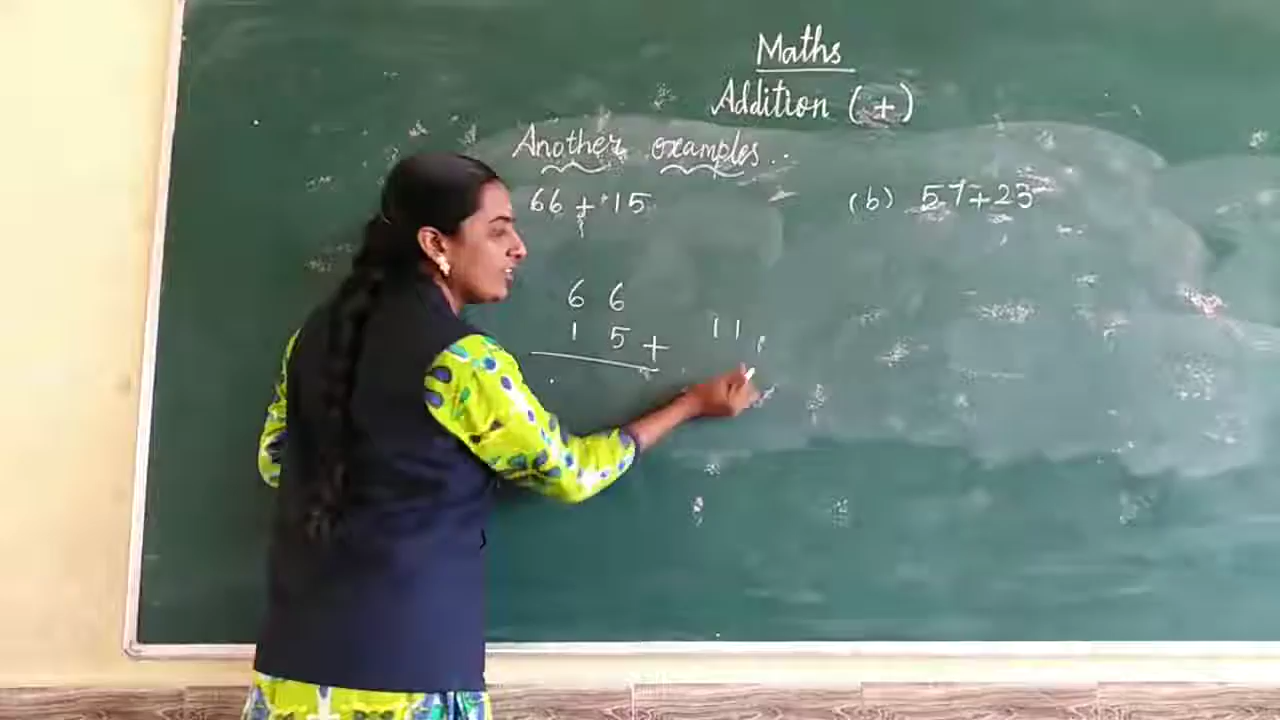 Maths
Addition (+)
Another examples..
66 + 15
(b) 57+23
6 6
1 5 +
11